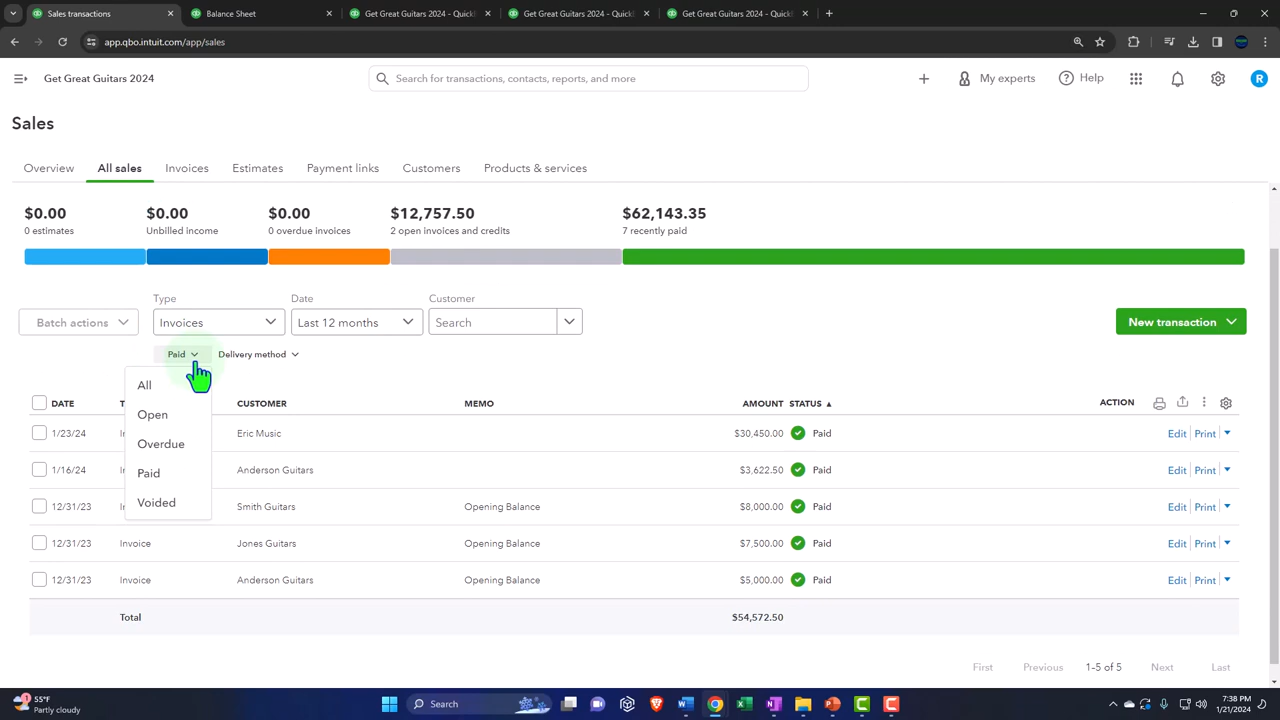 Sales transactions
Balance Sheet
Get Great Guitars 2024 - QuickB
Get Great Guitars 2024 - QuickB
Get Great Guitars 2024 - QuickB
app.qbo.intuit.com/app/sales
Get Great Guitars 2024
Search for transactions, contacts, reports, and more
My experts
Help
R
Sales
Overview
All sales
Invoices
Estimates
Payment links
Customers
Products & services
$0.00
$0.00
$0.00
$12,757.50
$62,143.35
0 estimates
Unbilled income
0 overdue invoices
2 open invoices and credits
7 recently paid
Type
Date
Customer
Batch actions
Invoices
Last 12 months
Search
New transaction
Paid
Delivery method
All
Open
Overdue
Paid
Voided
DATE CUSTOMER MEMO AMOUNT STATUS ▲ ACTION
1/23/24 Eric Music $30,450.00 Paid Edit | Print
1/16/24 Anderson Guitars $3,622.50 Paid Edit | Print
12/31/23 Smith Guitars Opening Balance $8,000.00 Paid Edit | Print
12/31/23 Invoice Jones Guitars Opening Balance $7,500.00 Paid Edit | Print
12/31/23 Invoice Anderson Guitars Opening Balance $5,000.00 Paid Edit | Print
Total $54,572.50
First Previous 1-5 of 5 Next Last
55°F
Partly cloudy
Search
7:38 PM
1/21/2024